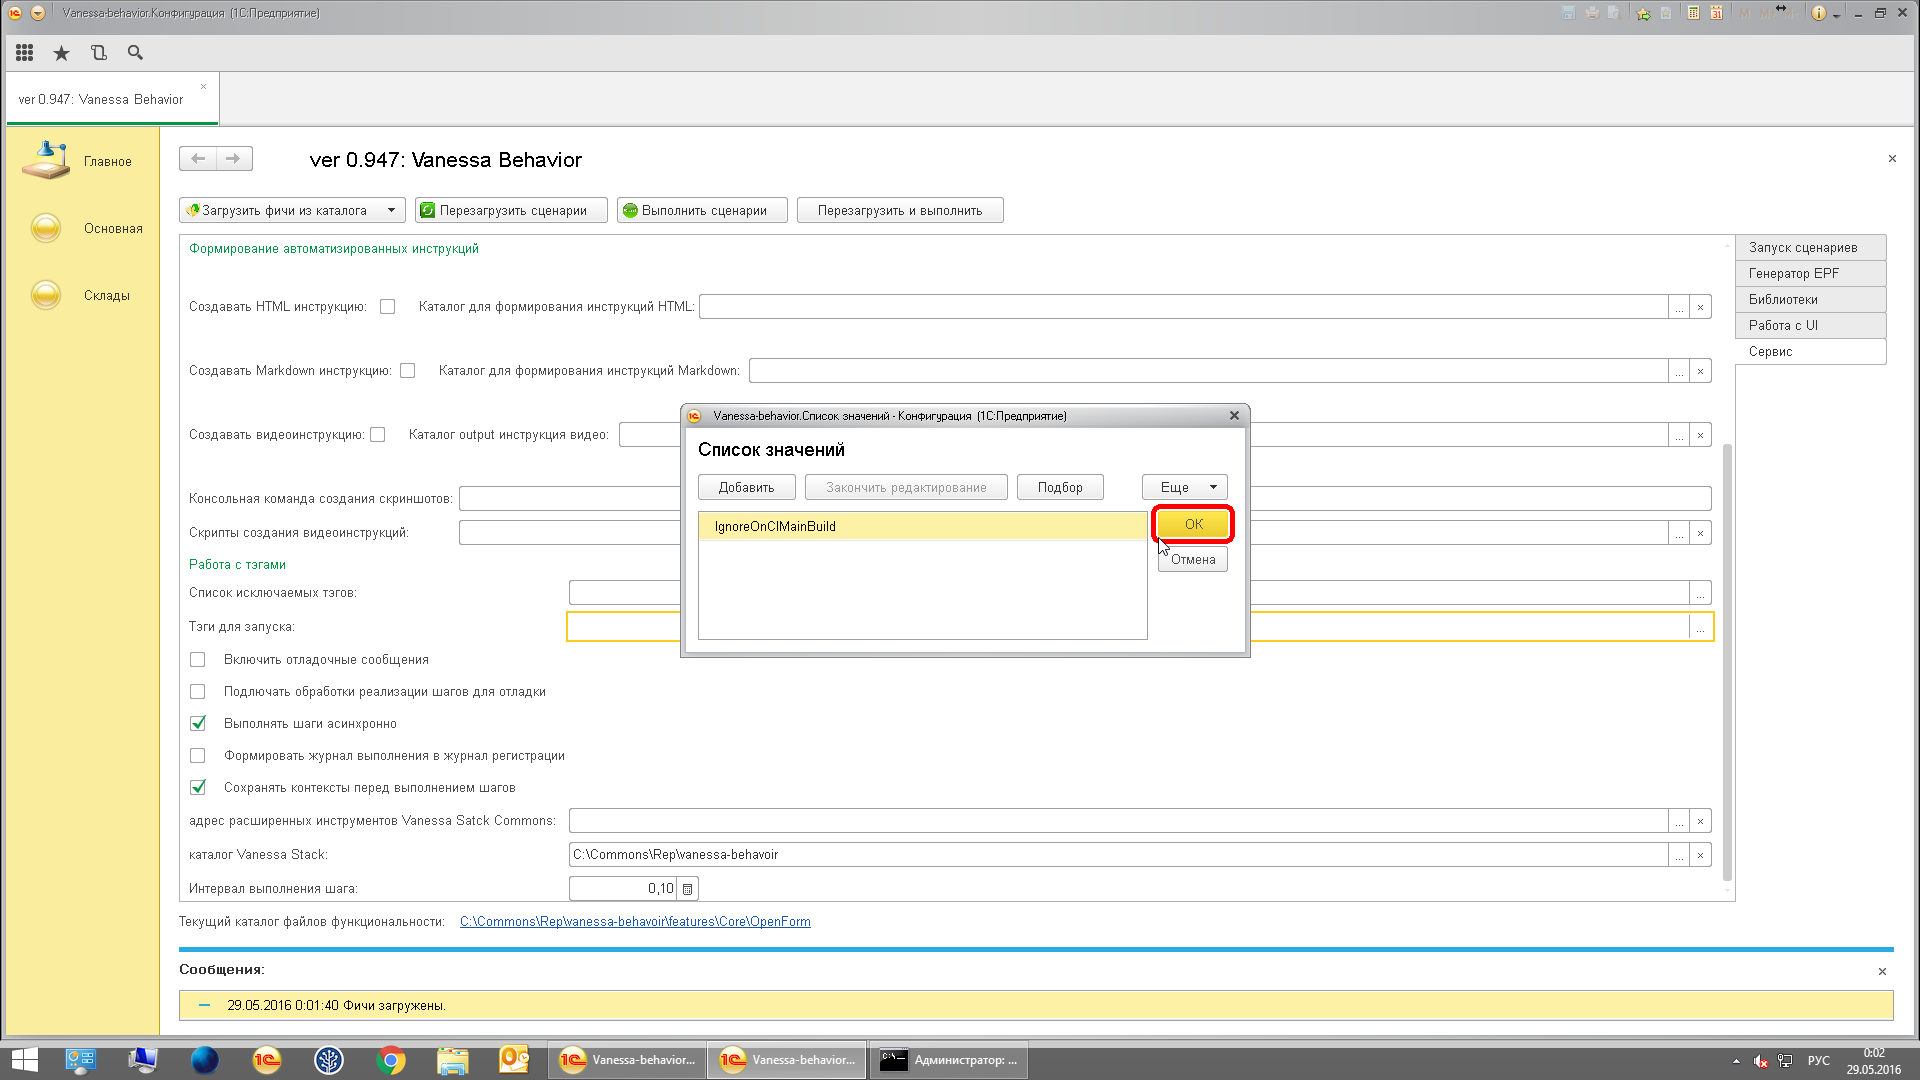 Vanessa-behavior.Конфигурация (1С:Предприятие)
ver 0.947: Vanessa Behavior
Главное
Основная
Склады
ver 0.947: Vanessa Behavior
Загрузить фичи из каталога
Перезагрузить сценарии
Выполнить сценарии
Перезагрузить и выполнить
Формирование автоматизированных инструкций
Создавать HTML инструкцию:
Каталог для формирования инструкций HTML:
Создавать Markdown инструкцию:
Каталог для формирования инструкций Markdown:
Создавать видеоинструкцию:
Каталог output инструкция видео:
Консольная команда создания скриншотов:
Скрипты создания видеоинструкций:
Работа с тэгами
Список исключаемых тэгов:
Тэги для запуска:
Включить отладочные сообщения
Подлючать обработки реализации шагов для отладки
Выполнять шаги асинхронно
Формировать журнал выполнения в журнал регистрации
Сохранять контексты перед выполнением шагов
адрес расширенных инструментов Vanessa Satck Commons:
каталог Vanessa Stack:
C:\Commons\Rep\vanessa-behavoir
Интервал выполнения шага:
0,10
Запуск сценариев
Генератор EPF
Библиотеки
Работа с UI
Сервис
Vanessa-behavior.Список значений - Конфигурация (1С:Предприятие)
Список значений
Добавить
Закончить редактирование
Подбор
Еще
IgnoreOnCIMainBuild
ОК
Отмена
Текущий каталог файлов функциональности:
C:\Commons\Rep\vanessa-behavoir\features\Core\OpenForm
Сообщения:
29.05.2016 0:01:40 Фичи загружены.
Vanessa-behavior...
Vanessa-behavior...
Администратор: ...
РУС
0:02
29.05.2016